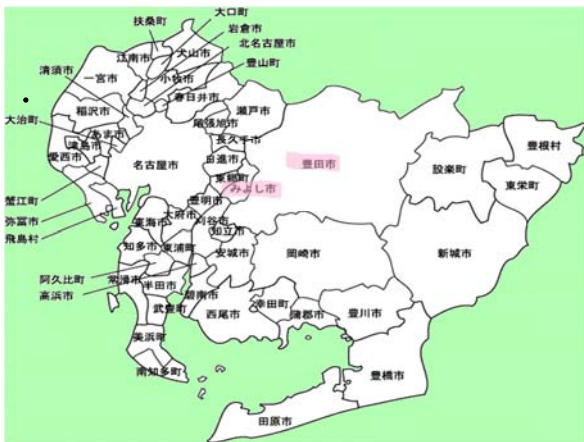 大口町
扶桑町
岩倉市
北名古屋市
犬山市
江南市
豊山町
清須市
一宮市
小牧市
春日井市
稲沢市
瀬戸市
尾張旭市
大治町
あま市
津島市
長久手市
愛西市
名古屋市
日進市
豊田市
設楽町
豊根村
東郷町
東栄町
みよし市
蟹江町
豊明市
弥冨市
大府市
刈谷市
東海市
飛島村
知立市
知多市
東浦町
安城市
岡崎市
新城市
阿久比町
常滑市
半田市
高浜市
碧南市
武豊町
西尾市
幸田町
蒲郡市
豊川市
美浜町
南知多町
豊橋市
田原市